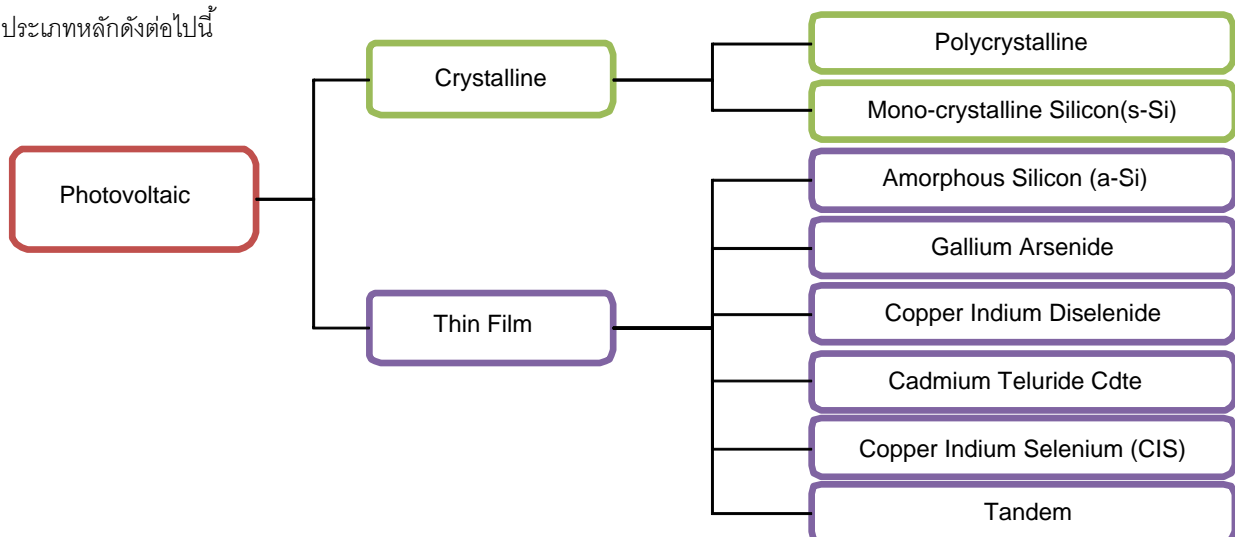 ประเภทหลักดังต่อไปนี้
Photovoltaic
Crystalline
Polycrystalline
Mono-crystalline Silicon(s-Si)
Thin Film
Amorphous Silicon (a-Si)
Gallium Arsenide
Copper Indium Diselenide
Cadmium Teluride Cdte
Copper Indium Selenium (CIS)
Tandem